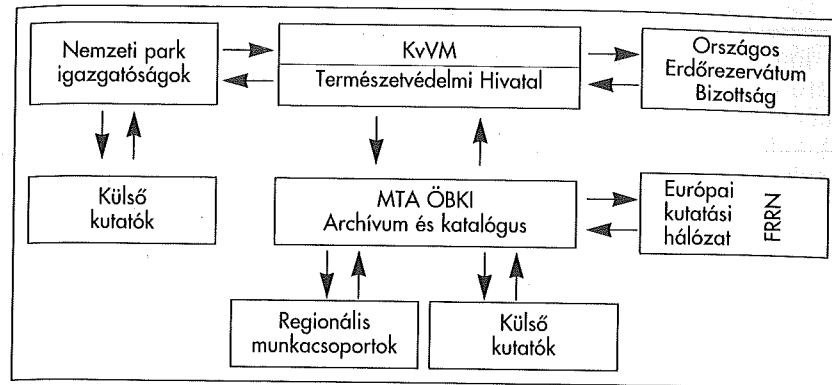 Nemzeti park
igazgatóságok
KvVM
Természetvédelmi Hivatal
Országos
Erdőrezervátum
Bizottság
Külső
kutatók
MTA ÖBKI
Archívum és katalógus
Európai
kutatási
hálózat
FRRN
Regionális
munkacsoportok
Külső
kutatók